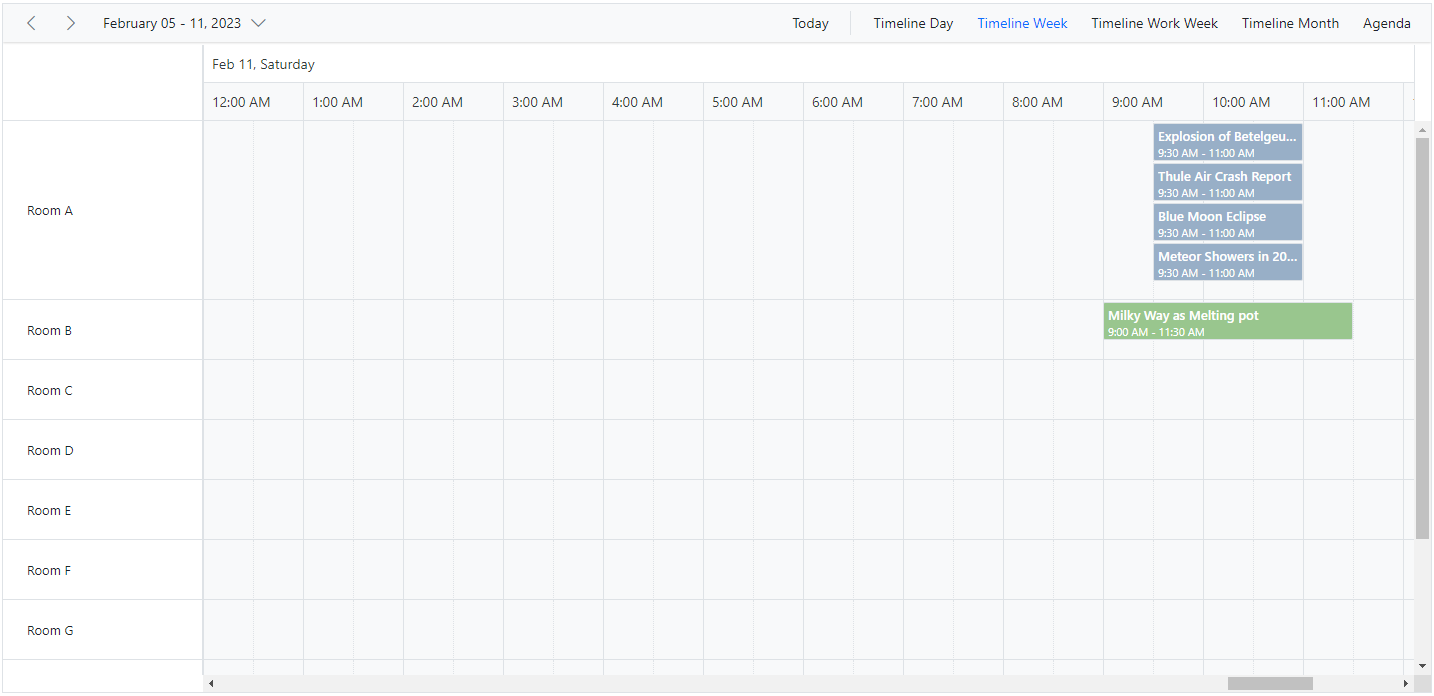 February 05 - 11, 2023 Today Timeline Day Timeline Week Timeline Work Week Timeline Month Agenda
Feb 11, Saturday
12:00 AM 1:00 AM 2:00 AM 3:00 AM 4:00 AM 5:00 AM 6:00 AM 7:00 AM 8:00 AM 9:00 AM 10:00 AM 11:00 AM
Room A
Explosion of Betelgeu...
9:30 AM - 11:00 AM
Thule Air Crash Report
9:30 AM - 11:00 AM
Blue Moon Eclipse
9:30 AM - 11:00 AM
Meteor Showers in 20...
9:30 AM - 11:00 AM
Room B
Milky Way as Melting pot
9:00 AM - 11:30 AM
Room C
Room D
Room E
Room F
Room G